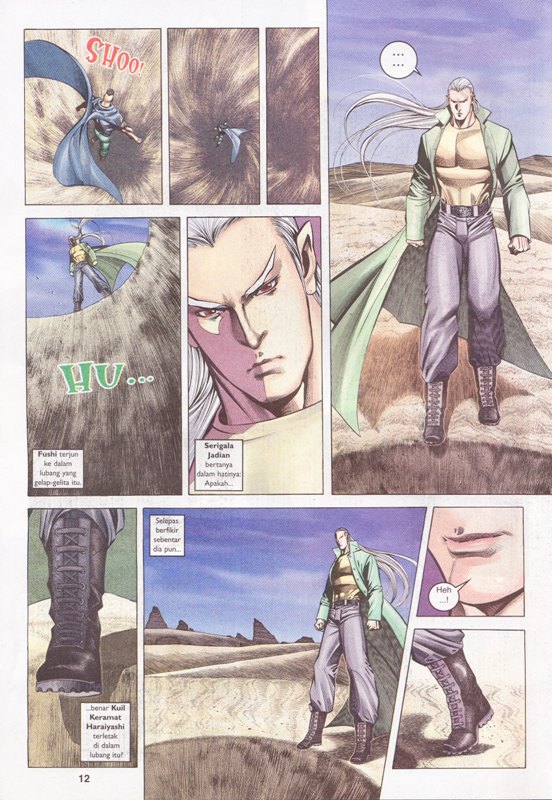 SHOO!
...
...
HU...
Fushi terjun
ke dalam
lubang yang
gelap-gelita itu.
Serigala
Jadian
bertanya
dalam hatinya:
Apakah...
...benar Kuil
Keramat
Haraiyashi
terletak
di dalam
lubang itu?
Selepas
berfikir
sebentar
dia pun...
Heh
...!
12